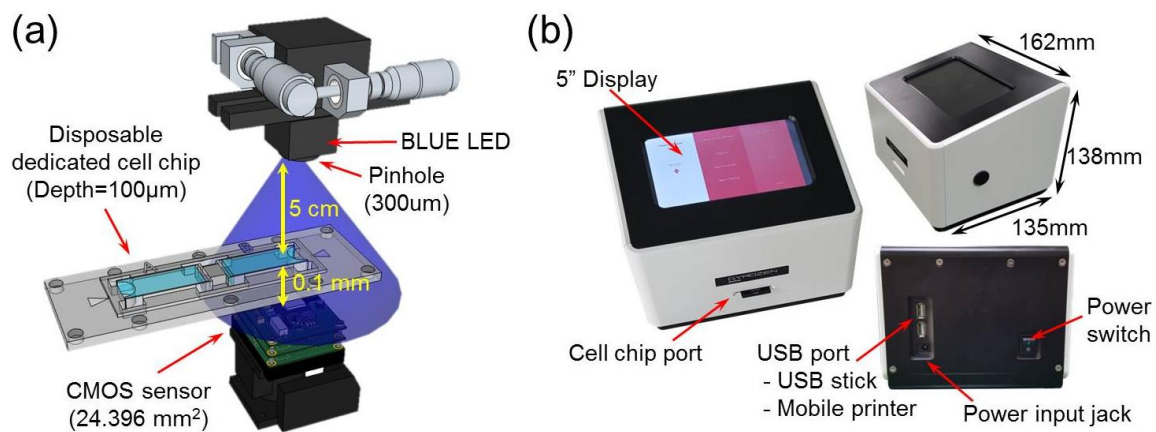 (a)
Disposable
dedicated cell chip
(Depth=100μm)
BLUE LED
Pinhole
(300um)
5 cm
0.1 mm
CMOS sensor
(24.396 mm²)
(b)
5” Display
162mm
138mm
135mm
Cell chip port
USB port
- USB stick
- Mobile printer
Power
switch
Power input jack